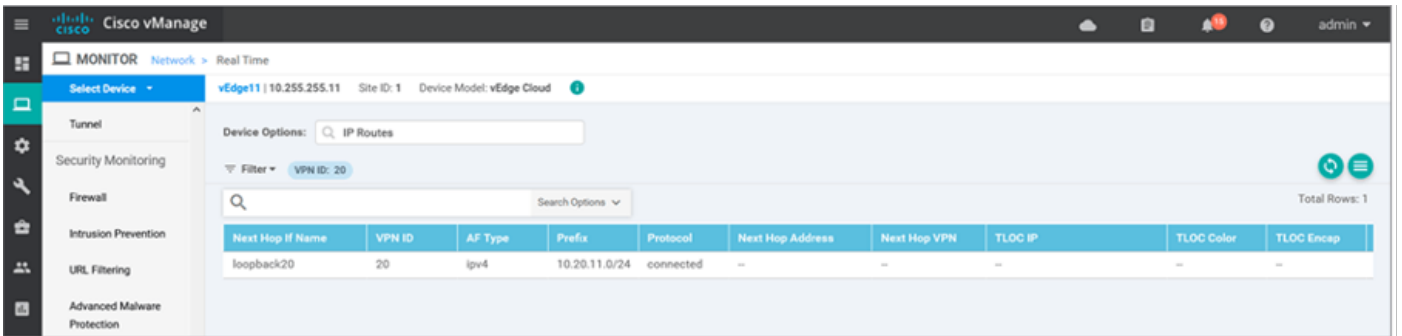 cisco Cisco vManage 16 admin
MONITOR Network > Real Time
Select Device vEdge11 | 10.255.255.11 Site ID: 1 Device Model: vEdge Cloud
Tunnel
Device Options: IP Routes
Security Monitoring
Filter VPN ID: 20
Firewall
Search Options Total Rows: 1
Intrusion Prevention
Next Hop If Name VPN ID AF Type Prefix Protocol Next Hop Address Next Hop VPN TLOC IP TLOC Color TLOC Encap
loopback20 20 ipv4 10.20.11.0/24 connected – – – – –
URL Filtering
Advanced Malware
Protection